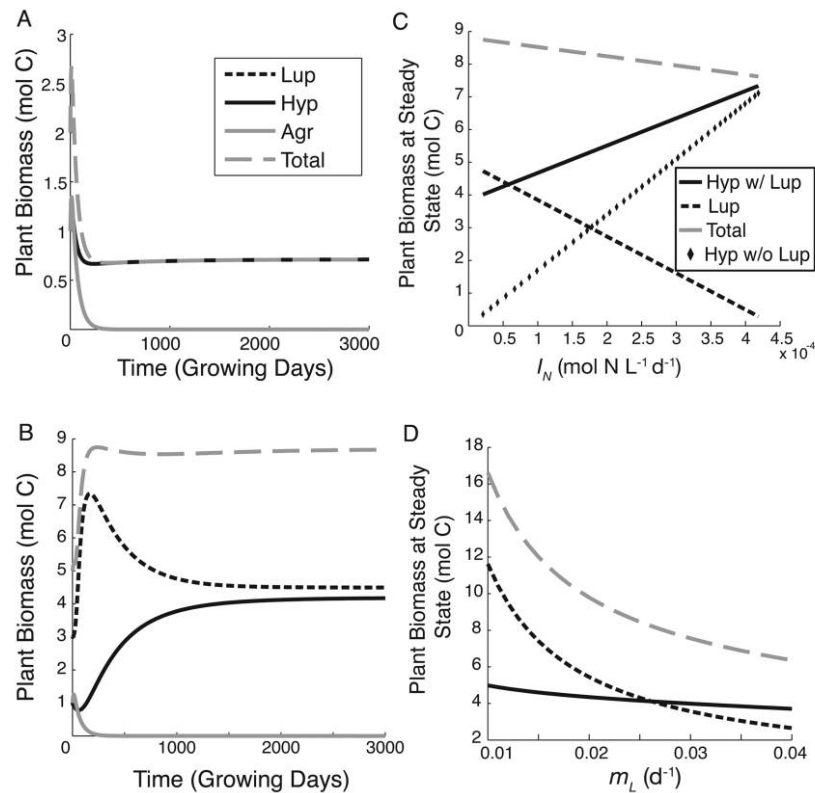 A
Plant Biomass (mol C)
3
2.5
2
1.5
1
0.5
0
1000
2000
3000
Time (Growing Days)
Lup
Hyp
Agr
Total
B
Plant Biomass (mol C)
9
8
7
6
5
4
3
2
1
0
1000
2000
3000
Time (Growing Days)
C
Plant Biomass at Steady
State (mol C)
9
8
7
6
5
4
3
2
1
0
0.5
1
1.5
2
2.5
3
3.5
4
4.5
x 10⁻⁴
I_N (mol N L⁻¹ d⁻¹)
Hyp w/ Lup
Lup
Total
Hyp w/o Lup
D
Plant Biomass at Steady
State (mol C)
18
16
14
12
10
8
6
4
2
0.01
0.02
0.03
0.04
m_L (d⁻¹)